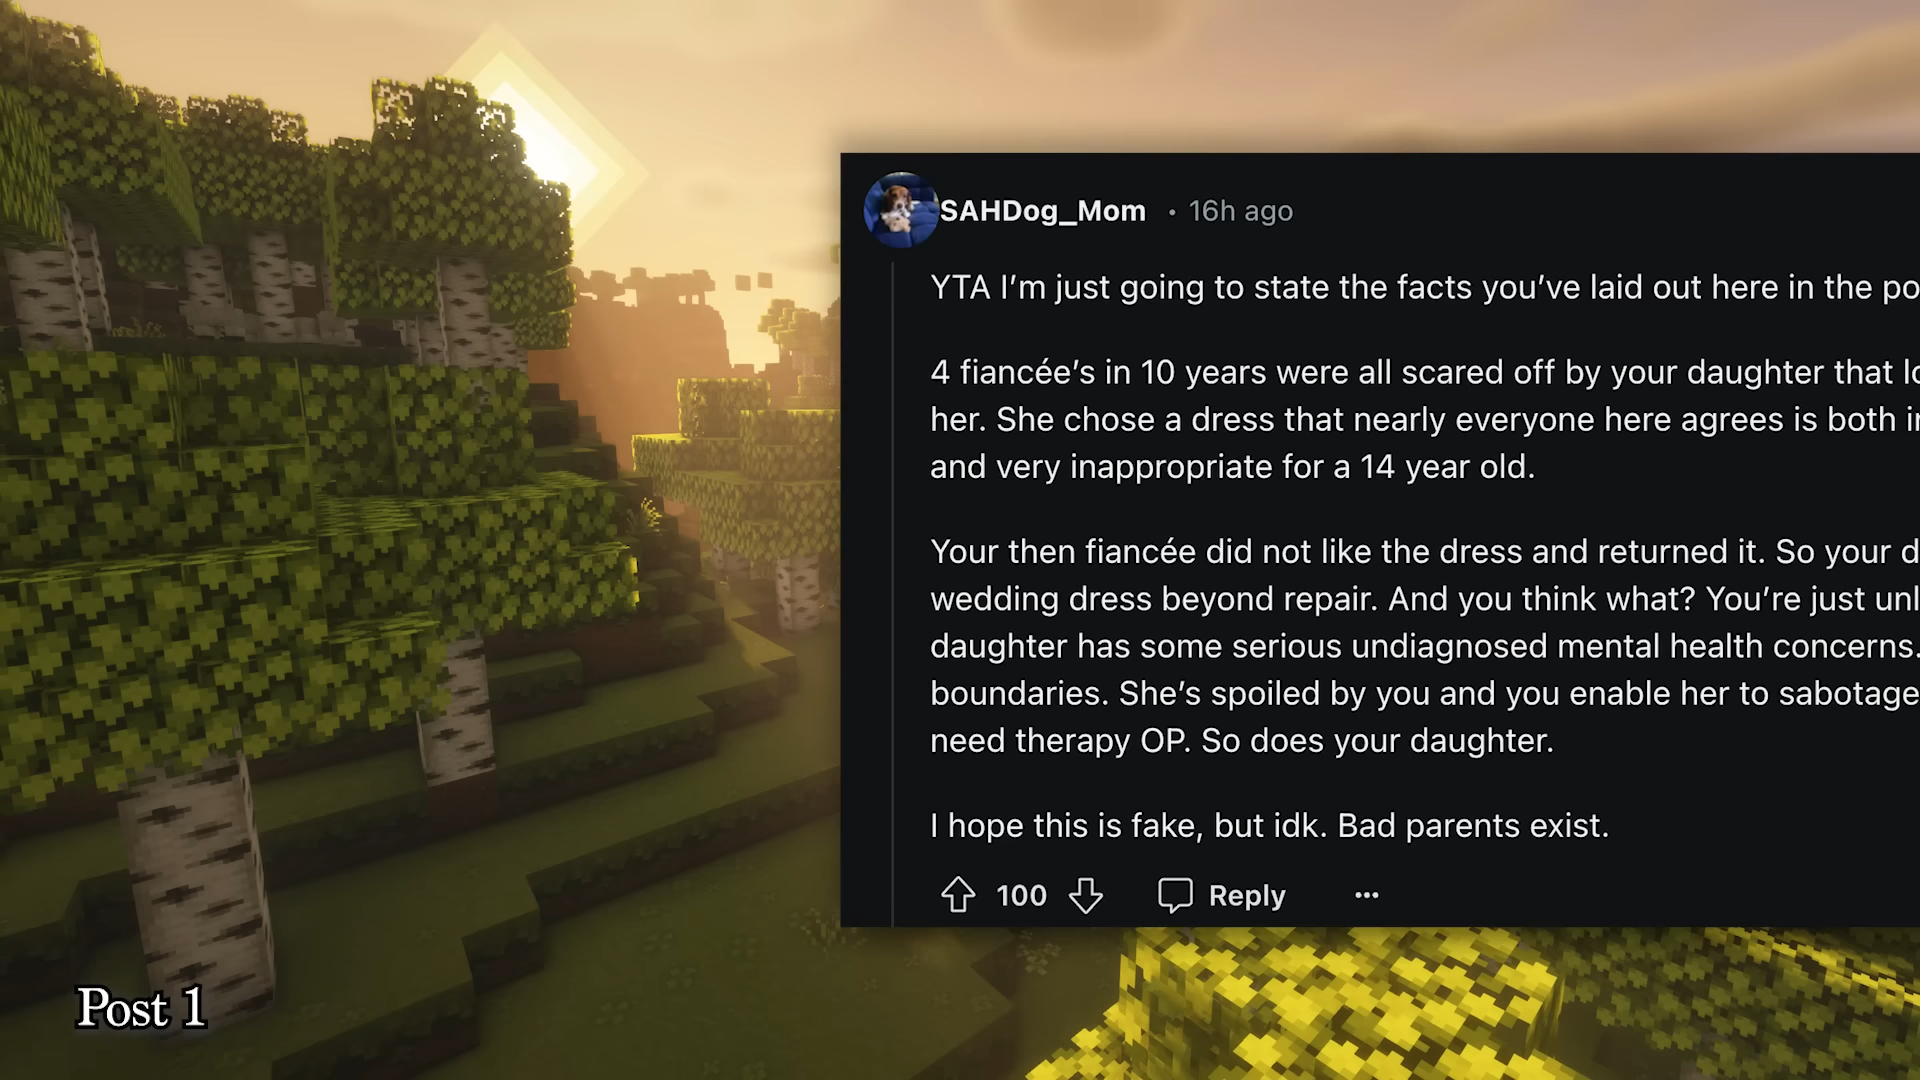 SAHDog_Mom • 16h ago
YTA I’m just going to state the facts you’ve laid out here in the
4 fiancée’s in 10 years were all scared off by your daughter that
her. She chose a dress that nearly everyone here agrees is both
and very inappropriate for a 14 year old.
Your then fiancée did not like the dress and returned it. So your
wedding dress beyond repair. And you think what? You’re just
daughter has some serious undiagnosed mental health concerns.
boundaries. She’s spoiled by you and you enable her to sabotage
need therapy OP. So does your daughter.
I hope this is fake, but idk. Bad parents exist.
100 Reply ...
Post 1